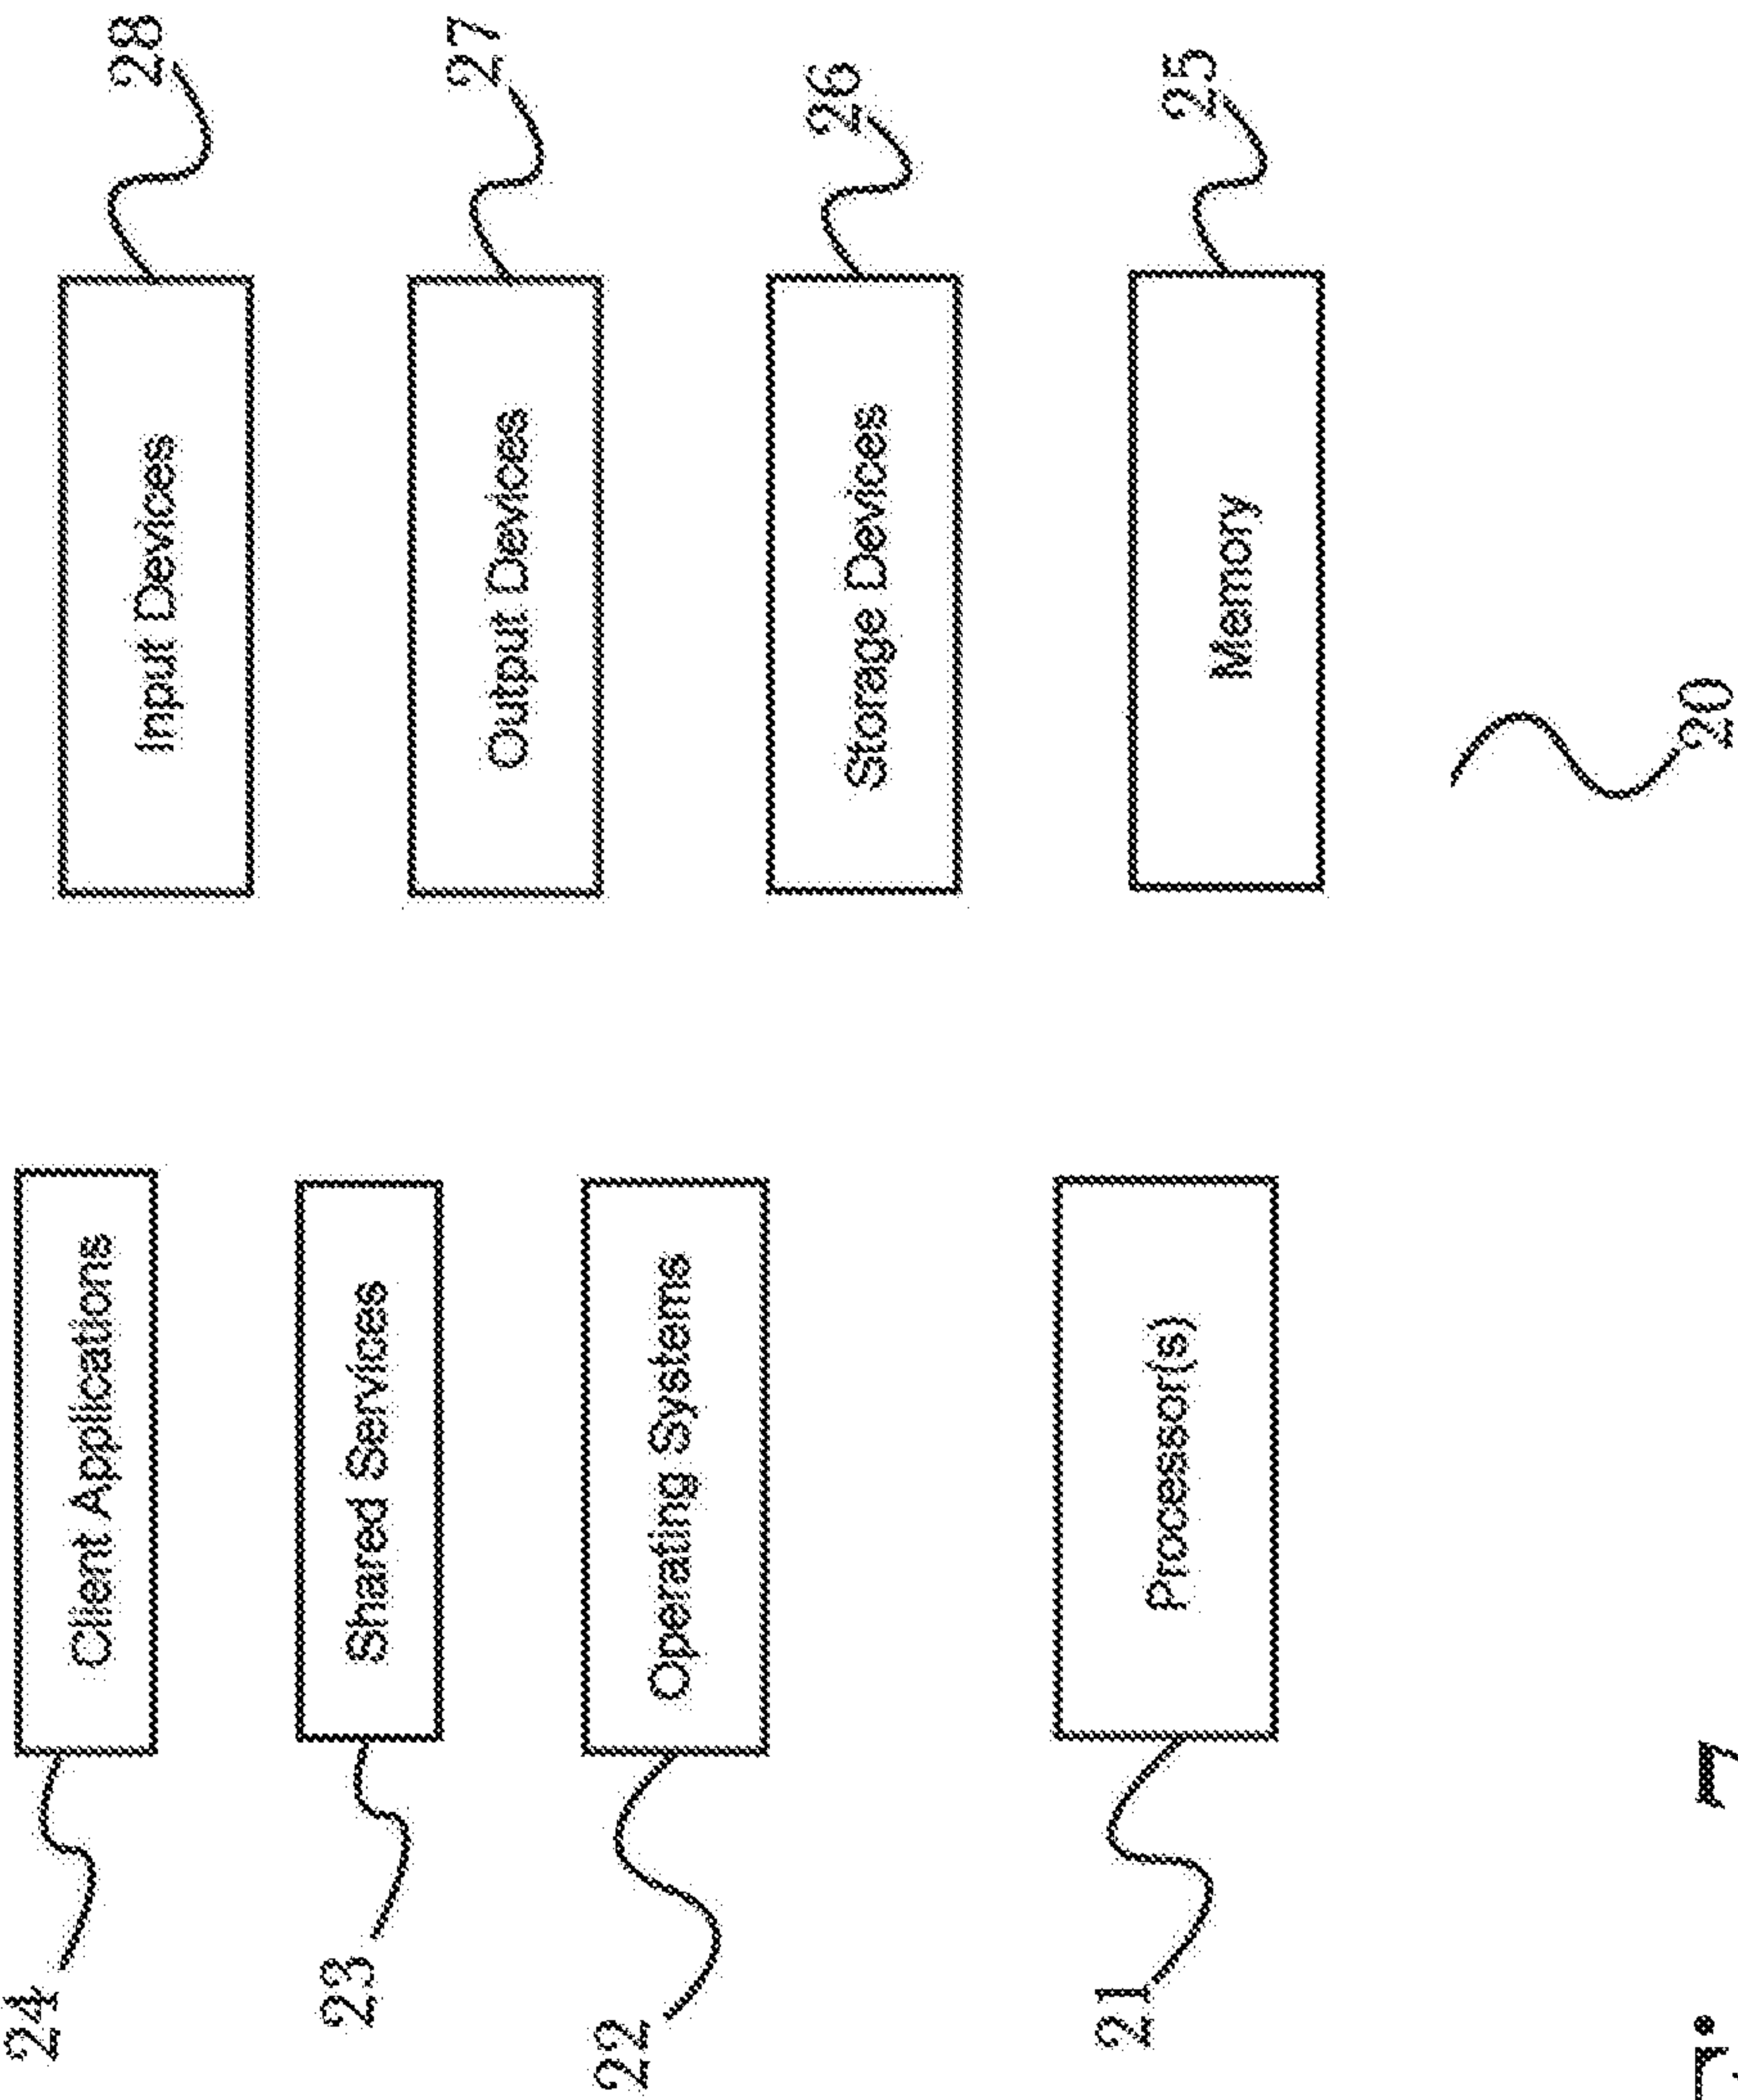 24
Client Applications
Input Devices
28
23
Shared Services
Output Devices
27
22
Operating Systems
Storage Devices
26
21
Processor(s)
Memory
25
20
7